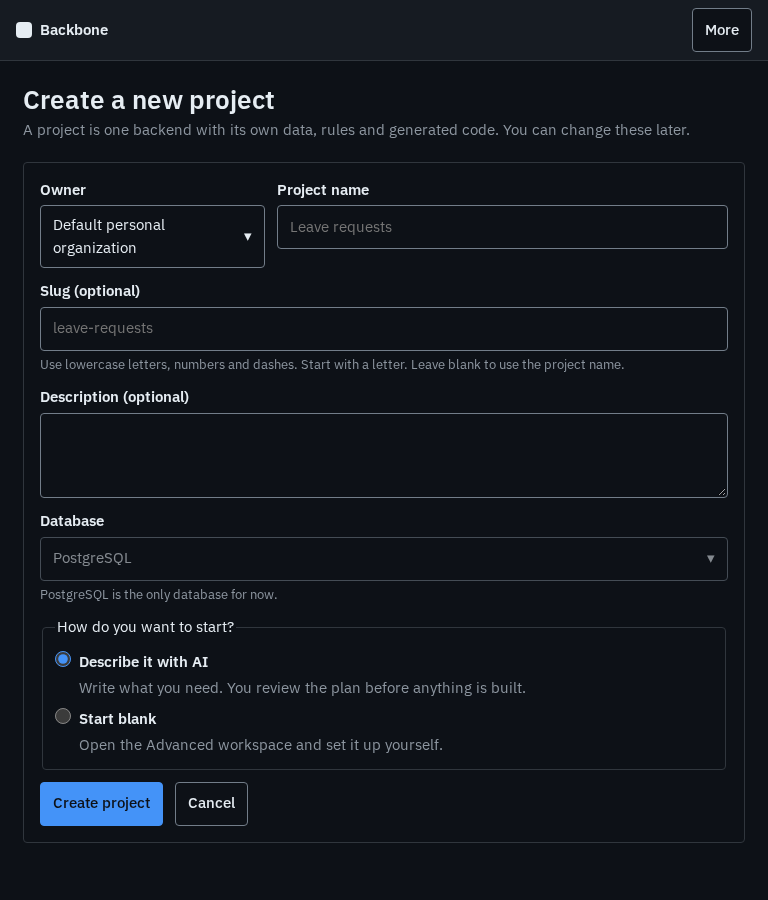 Backbone
More
Create a new project
A project is one backend with its own data, rules and generated code. You can change these later.
Owner
Project name
Default personal
organization
▼
Leave requests
Slug (optional)
leave-requests
Use lowercase letters, numbers and dashes. Start with a letter. Leave blank to use the project name.
Description (optional)
Database
PostgreSQL
▼
PostgreSQL is the only database for now.
How do you want to start?
Describe it with AI
Write what you need. You review the plan before anything is built.
Start blank
Open the Advanced workspace and set it up yourself.
Create project
Cancel